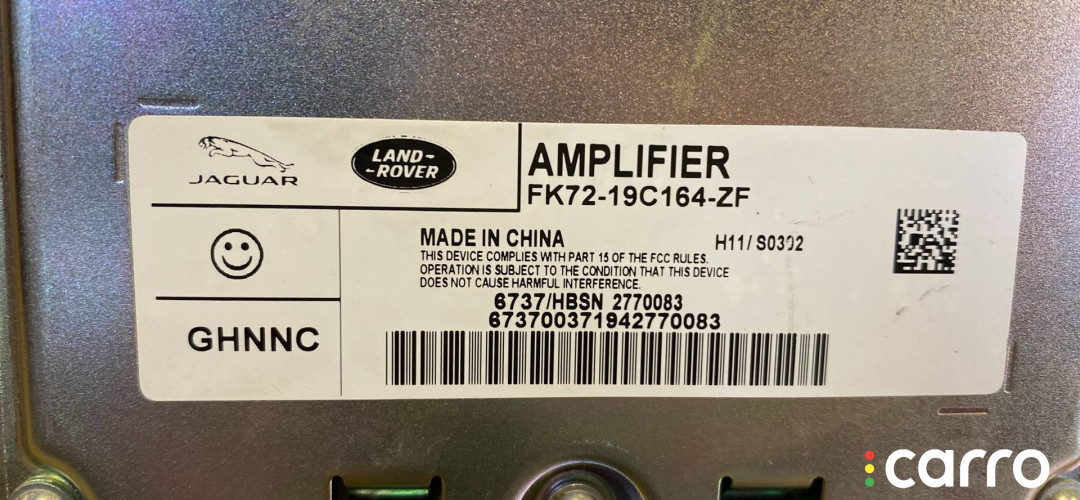 JAGUAR
LAND-
-ROVER
AMPLIFIER
FK72-19C164-ZF
MADE IN CHINA
H11/ S0302
THIS DEVICE COMPLIES WITH PART 15 OF THE FCC RULES.
OPERATION IS SUBJECT TO THE CONDITION THAT THIS DEVICE
DOES NOT CAUSE HARMFUL INTERFERENCE.
6737/HBSN 2770083
673700371942770083
GHNNC
carro